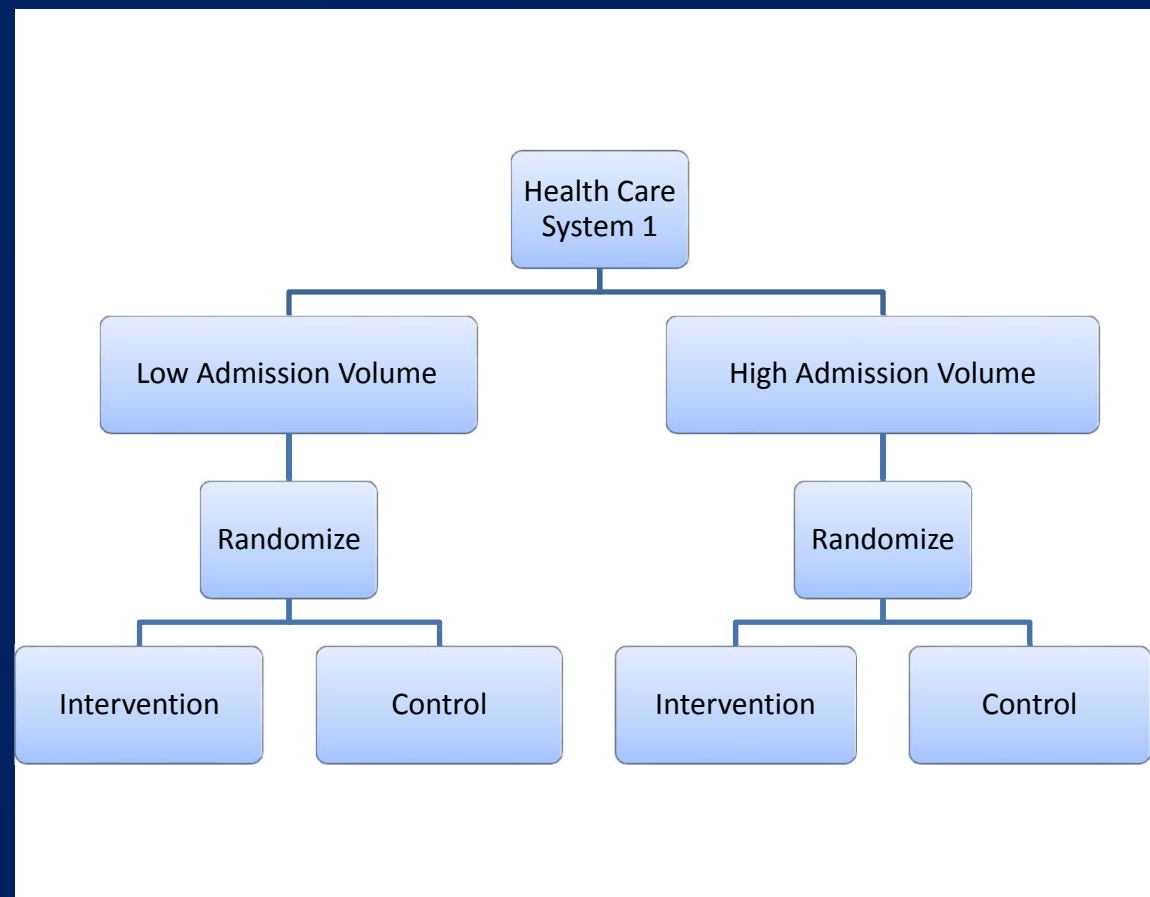 Health Care
System 1
Low Admission Volume
High Admission Volume
Randomize
Randomize
Intervention
Control
Intervention
Control